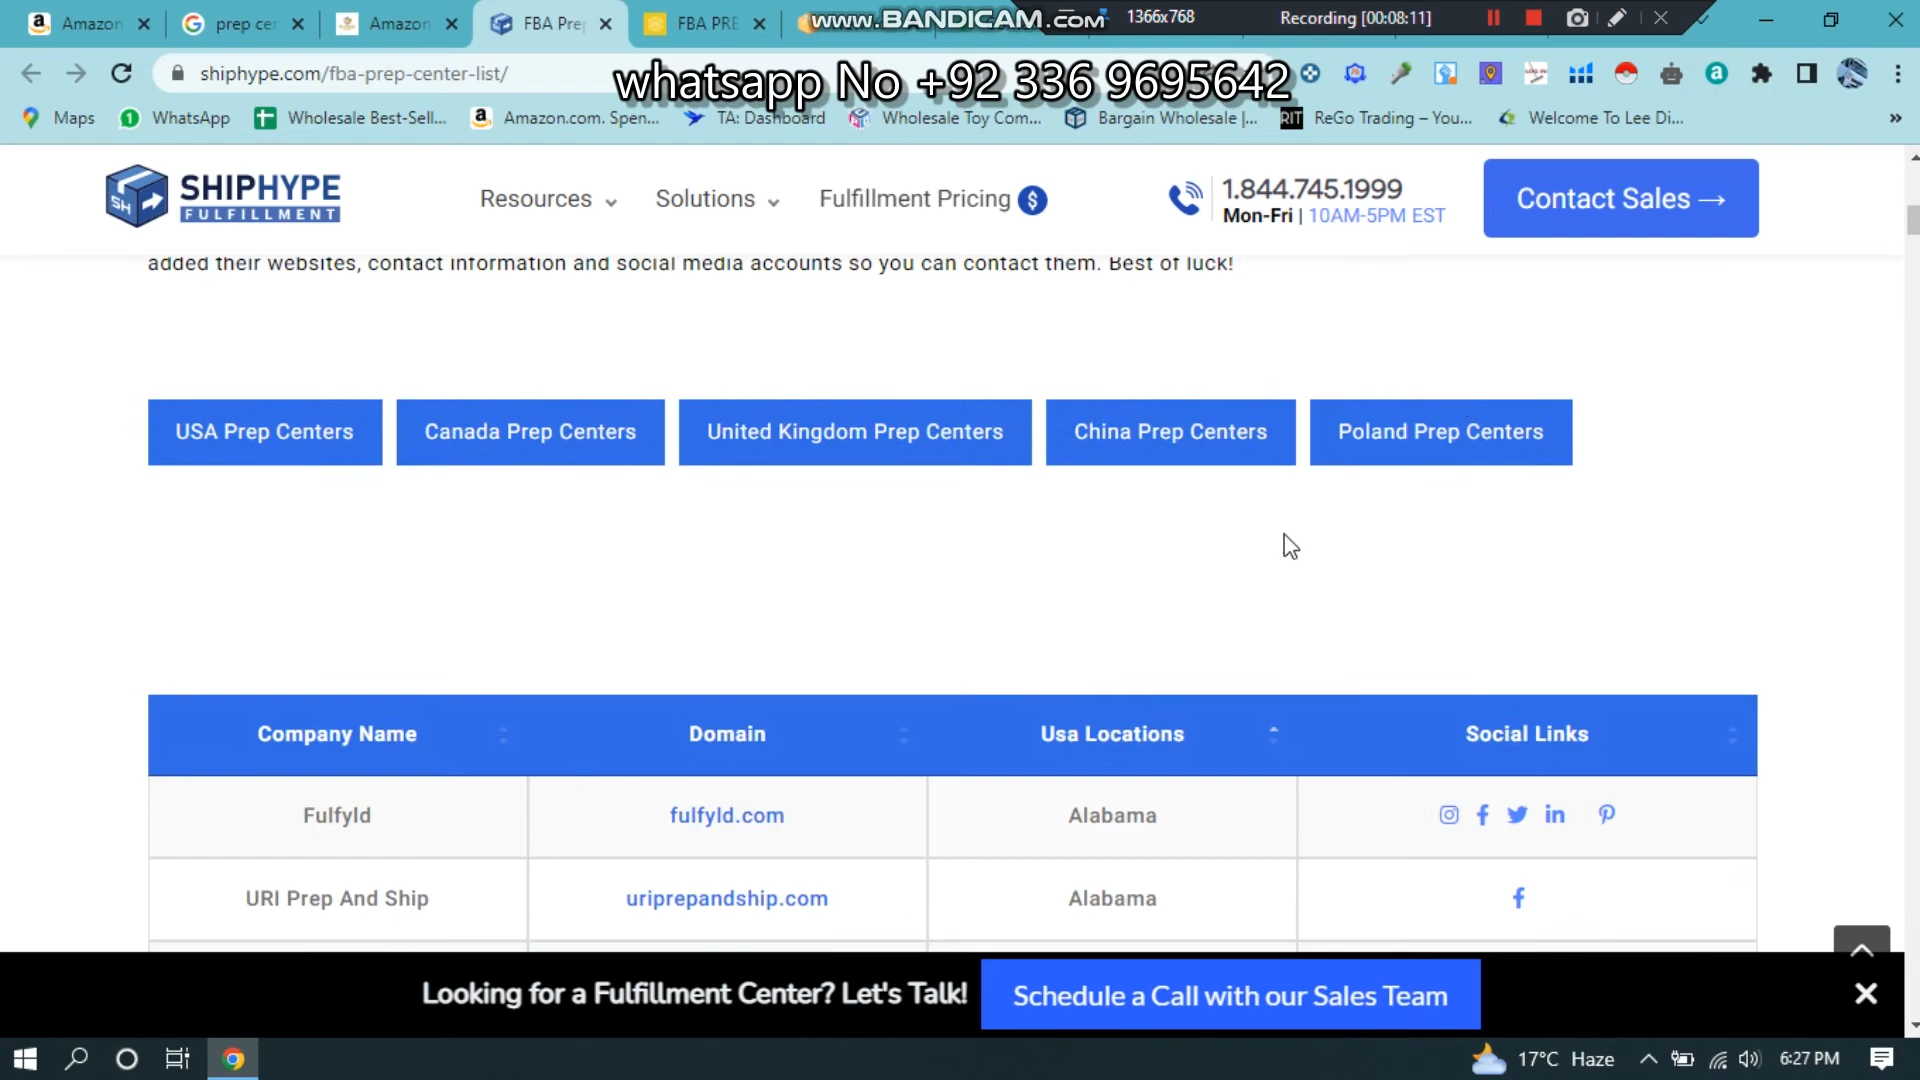 Amazon
prep cen
Amazon
FBA Prep
FBA PRE
www.BANDICAM.com
1366x768
Recording [00:08:11]
shiphype.com/fba-prep-center-list/
whatsapp No +92 336 9695642
Maps
WhatsApp
Wholesale Best-Sell...
Amazon.com. Spen...
TA: Dashboard
Wholesale Toy Com...
Bargain Wholesale |...
RIT
ReGo Trading – You...
Welcome To Lee Di...
»
SH
SHIPHYPE
FULFILLMENT
Resources
Solutions
Fulfillment Pricing $
1.844.745.1999
Mon-Fri | 10AM-5PM EST
Contact Sales →
added their websites, contact information and social media accounts so you can contact them. Best of luck!
USA Prep Centers
Canada Prep Centers
United Kingdom Prep Centers
China Prep Centers
Poland Prep Centers
Company Name Domain Usa Locations Social Links
Fulfyld fulfyld.com Alabama
URI Prep And Ship uriprepandship.com Alabama
Looking for a Fulfillment Center? Let's Talk!
Schedule a Call with our Sales Team
17°C Haze
6:27 PM